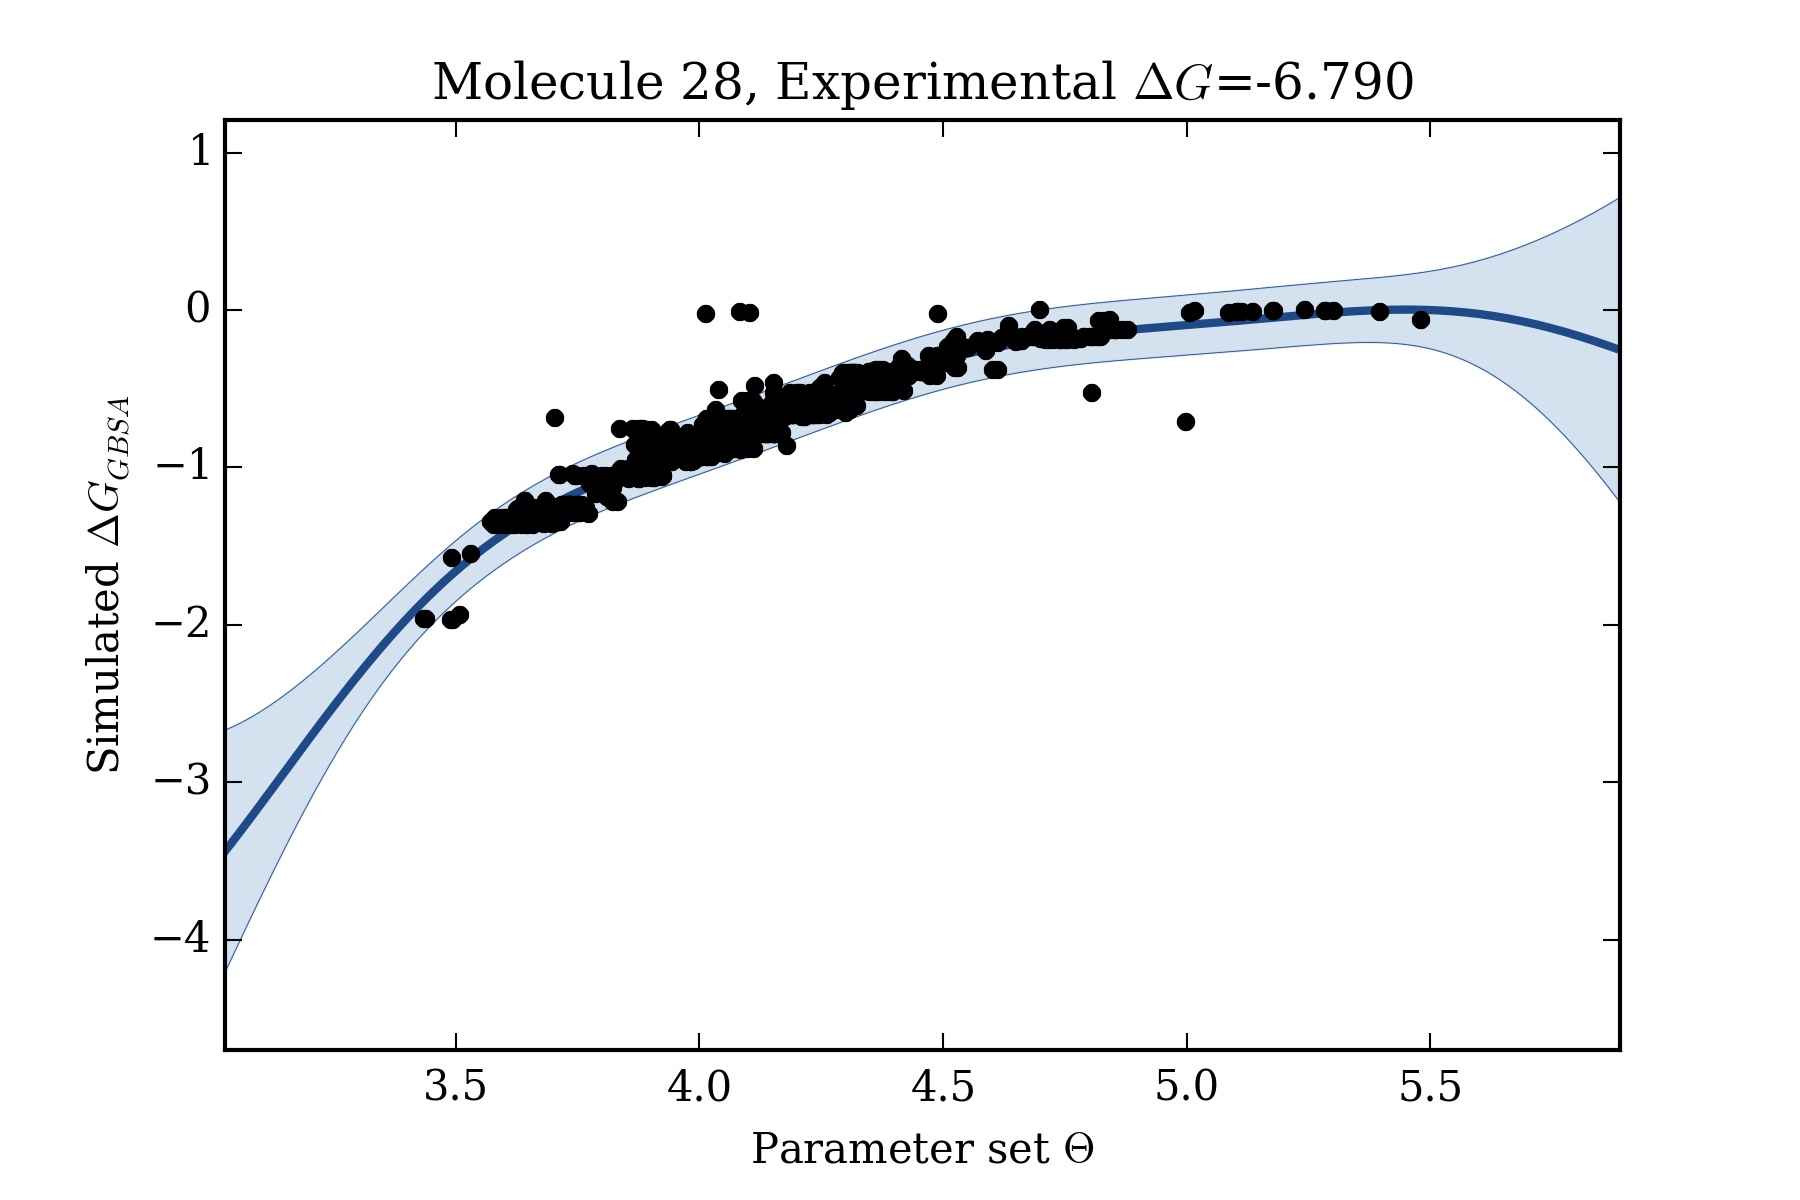 Molecule 28, Experimental ΔG=-6.790
1
0
−1
−2
−3
−4
Simulated ΔG_GBSA
3.5 4.0 4.5 5.0 5.5
Parameter set Θ